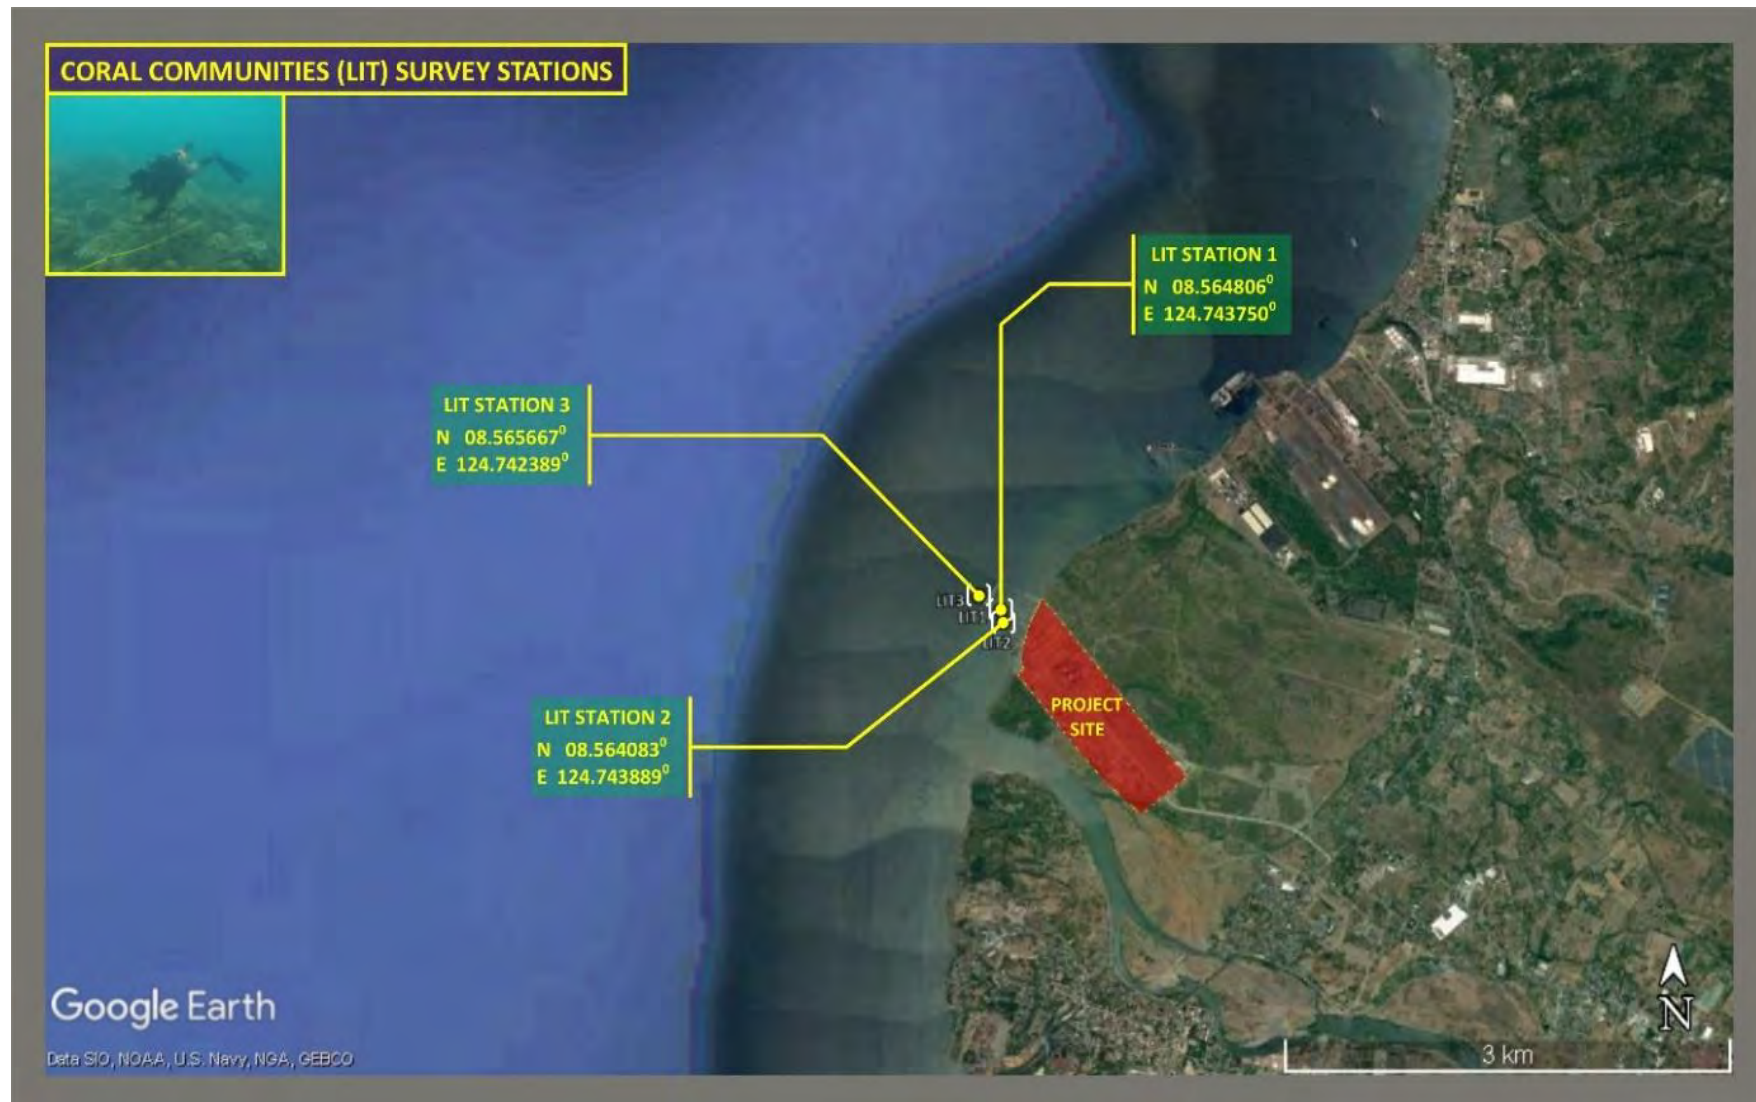 CORAL COMMUNITIES (LIT) SURVEY STATIONS
LIT STATION 1
N 08.564806⁰
E 124.743750⁰
LIT STATION 3
N 08.565667⁰
E 124.742389⁰
LIT3
LIT1
LIT2
LIT STATION 2
N 08.564083⁰
E 124.743889⁰
PROJECT
SITE
Google Earth
N
3 km
Data SIO, NOAA, U.S. Navy, NGA, GEBCO